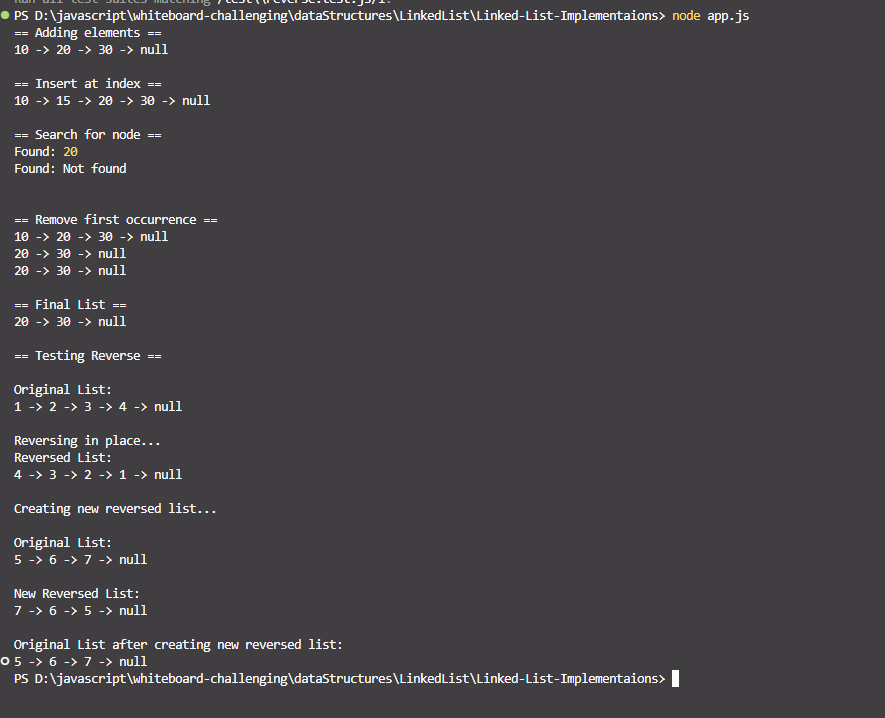 Ran all test suites matching /test\\reverse.test.js/i.
PS D:\javascript\whiteboard-challenging\dataStructures\LinkedList\Linked-List-Implementaions> node app.js
== Adding elements ==
10 -> 20 -> 30 -> null
== Insert at index ==
10 -> 15 -> 20 -> 30 -> null
== Search for node ==
Found: 20
Found: Not found
== Remove first occurrence ==
10 -> 20 -> 30 -> null
20 -> 30 -> null
20 -> 30 -> null
== Final List ==
20 -> 30 -> null
== Testing Reverse ==
Original List:
1 -> 2 -> 3 -> 4 -> null
Reversing in place...
Reversed List:
4 -> 3 -> 2 -> 1 -> null
Creating new reversed list...
Original List:
5 -> 6 -> 7 -> null
New Reversed List:
7 -> 6 -> 5 -> null
Original List after creating new reversed list:
5 -> 6 -> 7 -> null
PS D:\javascript\whiteboard-challenging\dataStructures\LinkedList\Linked-List-Implementaions>